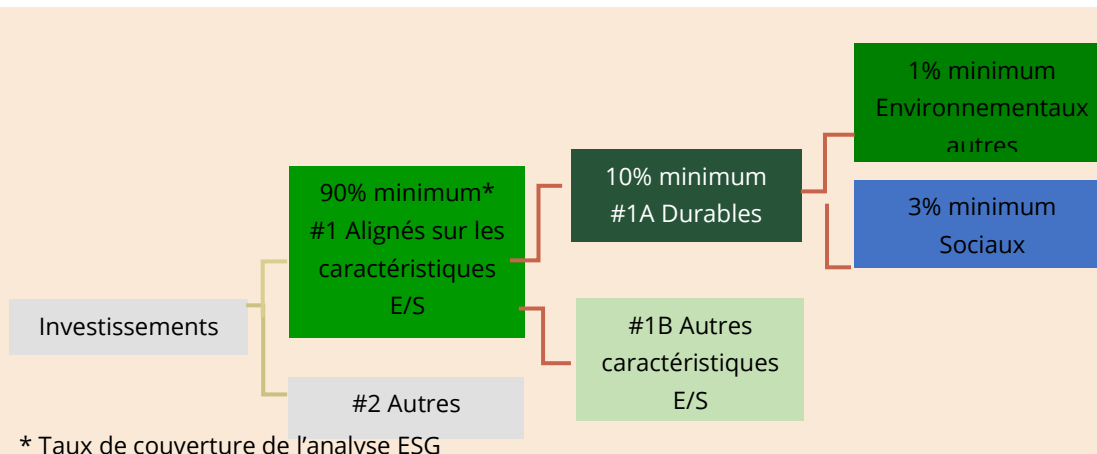 Investissements
90% minimum*
#1 Alignés sur les
caractéristiques
E/S
#2 Autres
10% minimum
#1A Durables
#1B Autres
caractéristiques
E/S
1% minimum
Environnementaux
autres
3% minimum
Sociaux
* Taux de couverture de l'analyse ESG